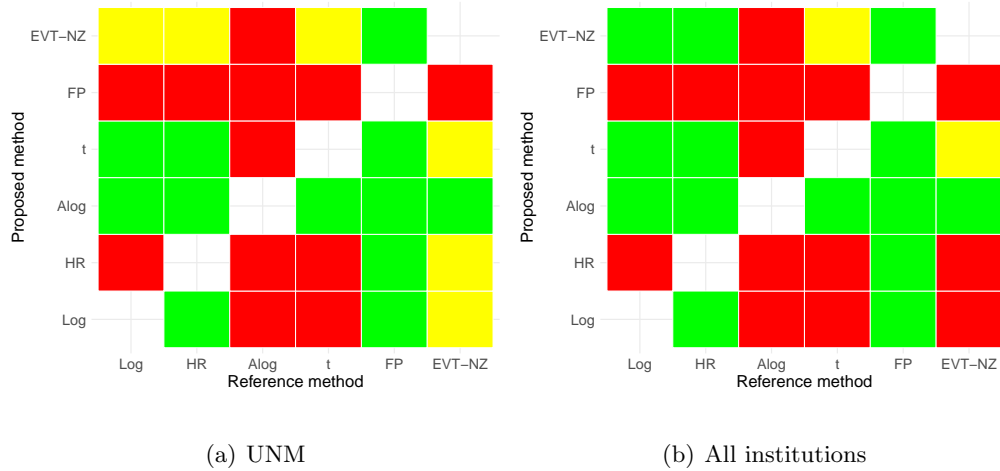 EVT−NZ
FP
t
Alog
HR
Log
Proposed method
Log HR Alog t FP EVT−NZ
Reference method
(a) UNM
EVT−NZ
FP
t
Alog
HR
Log
Proposed method
Log HR Alog t FP EVT−NZ
Reference method
(b) All institutions